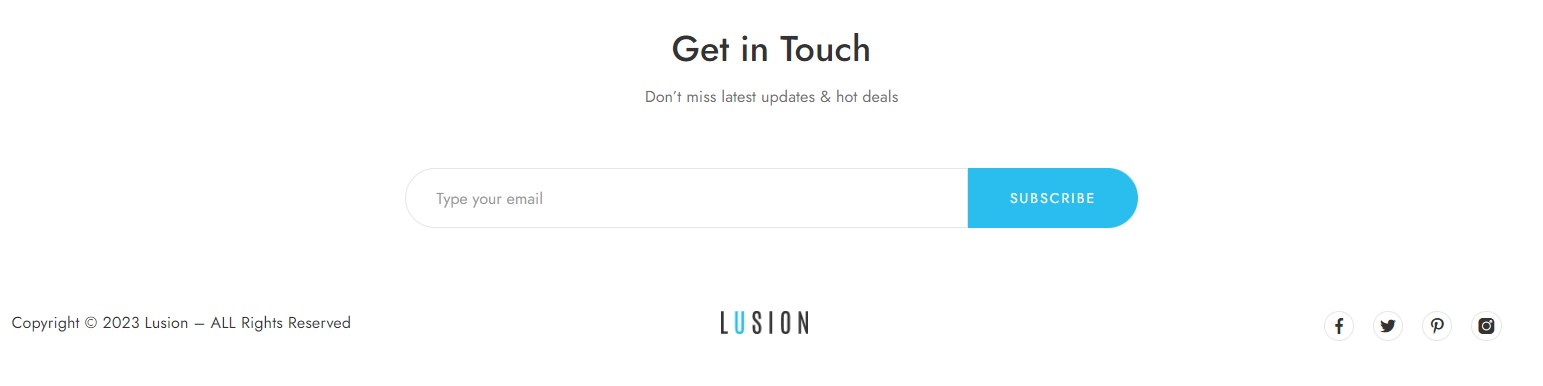 Get in Touch
Don't miss latest updates & hot deals
Type your email
SUBSCRIBE
Copyright © 2023 Lusion – ALL Rights Reserved
LUSION